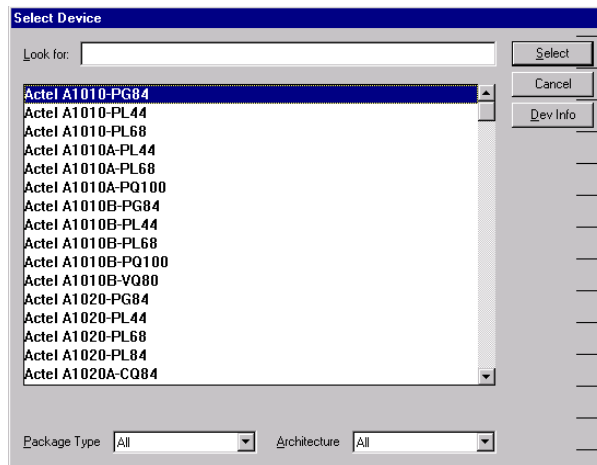 Select Device
Look for:
Select
Cancel
Dev Info
Actel A1010-PG84
Actel A1010-PL44
Actel A1010-PL68
Actel A1010A-PL44
Actel A1010A-PL68
Actel A1010A-PQ100
Actel A1010B-PG84
Actel A1010B-PL44
Actel A1010B-PL68
Actel A1010B-PQ100
Actel A1010B-VQ80
Actel A1020-PG84
Actel A1020-PL44
Actel A1020-PL68
Actel A1020-PL84
Actel A1020A-CQ84
Package Type All Architecture All